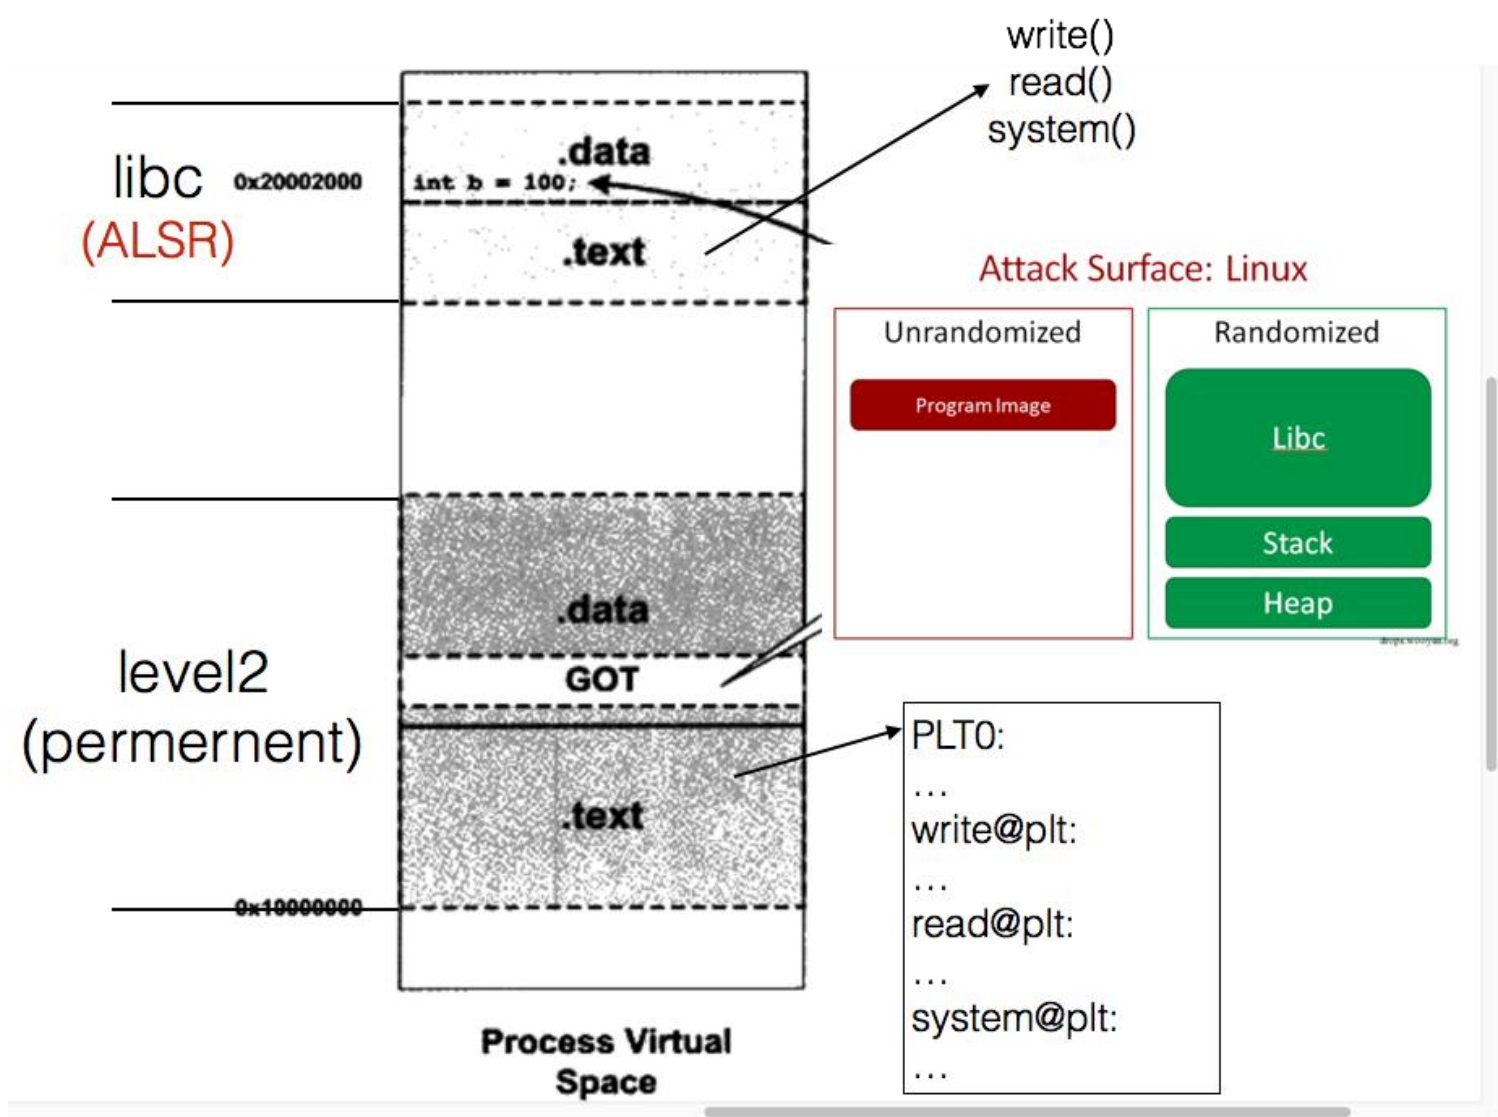 write()
read()
system()
.data
libc
0x20002000
int b = 100;
(ALSR)
.text
Attack Surface: Linux
Unrandomized
Randomized
Program Image
Libc
Stack
Heap
.data
level2
(permernent)
GOT
.text
0x10000000
PLT0:
...
write@plt:
...
read@plt:
...
system@plt:
...
Process Virtual
Space